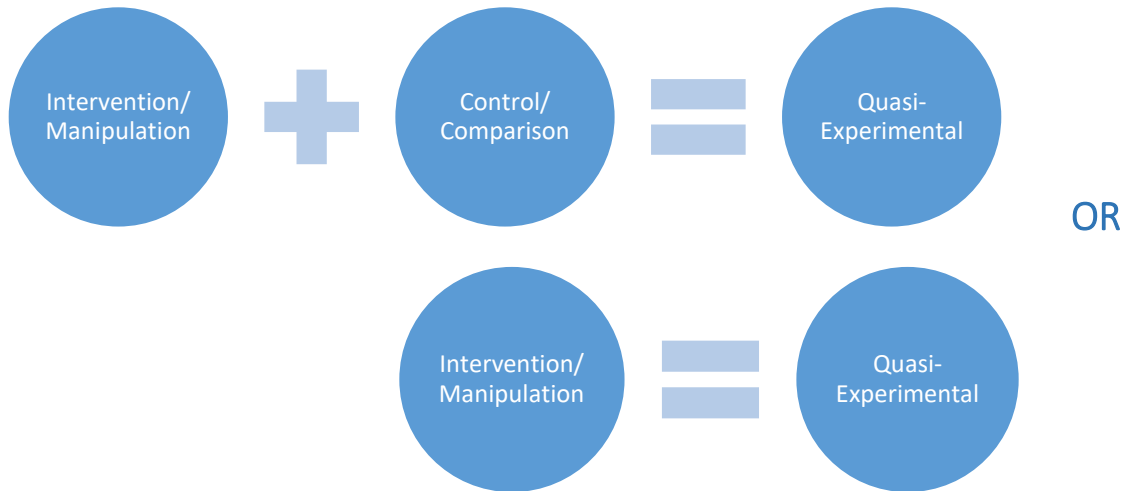 Intervention/
Manipulation
Control/
Comparison
Quasi-
Experimental
OR
Intervention/
Manipulation
Quasi-
Experimental